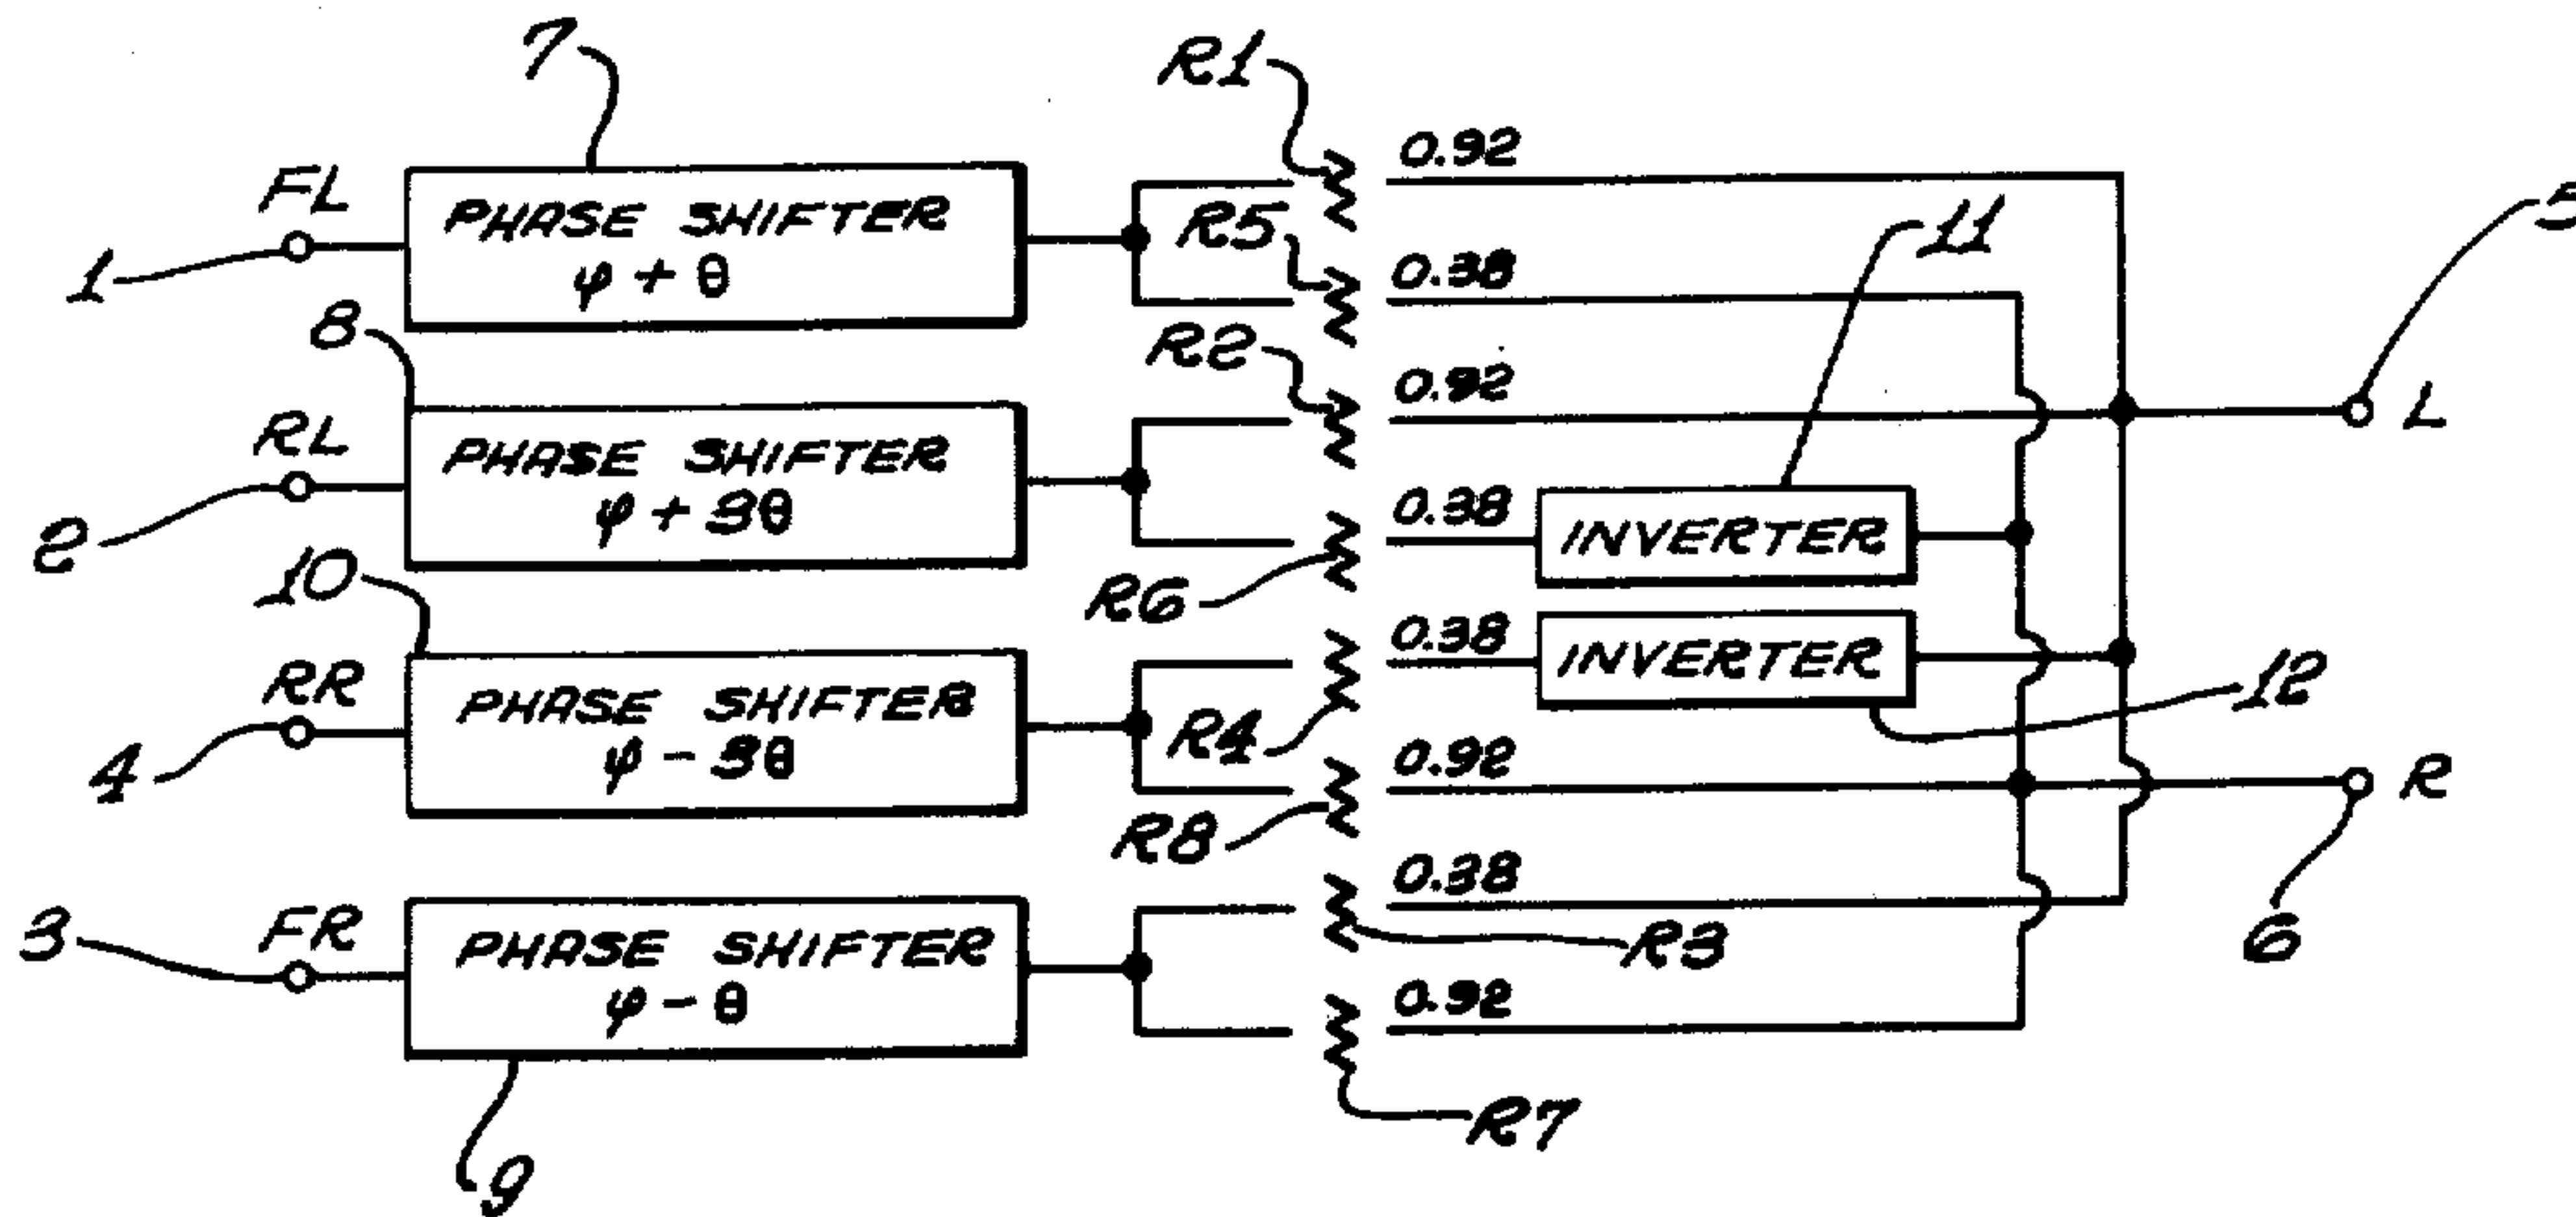 7
R1
FL
PHASE SHIFTER
φ + θ
0.92
1
R5
0.38
11
5
8
R2
0.92
RL
PHASE SHIFTER
φ + 3θ
L
2
0.38
INVERTER
10
R6
0.38
INVERTER
RR
PHASE SHIFTER
φ - 3θ
R4
12
4
0.92
R
R8
0.38
3
FR
PHASE SHIFTER
φ - θ
R3
6
0.92
R7
9